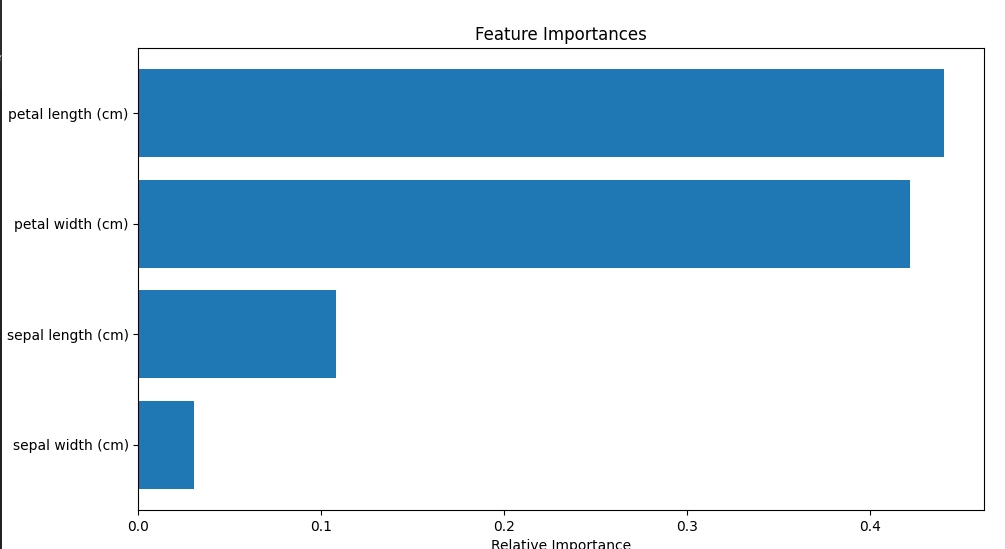 Feature Importances
petal length (cm)
petal width (cm)
sepal length (cm)
sepal width (cm)
0.0 0.1 0.2 0.3 0.4
Relative Importance